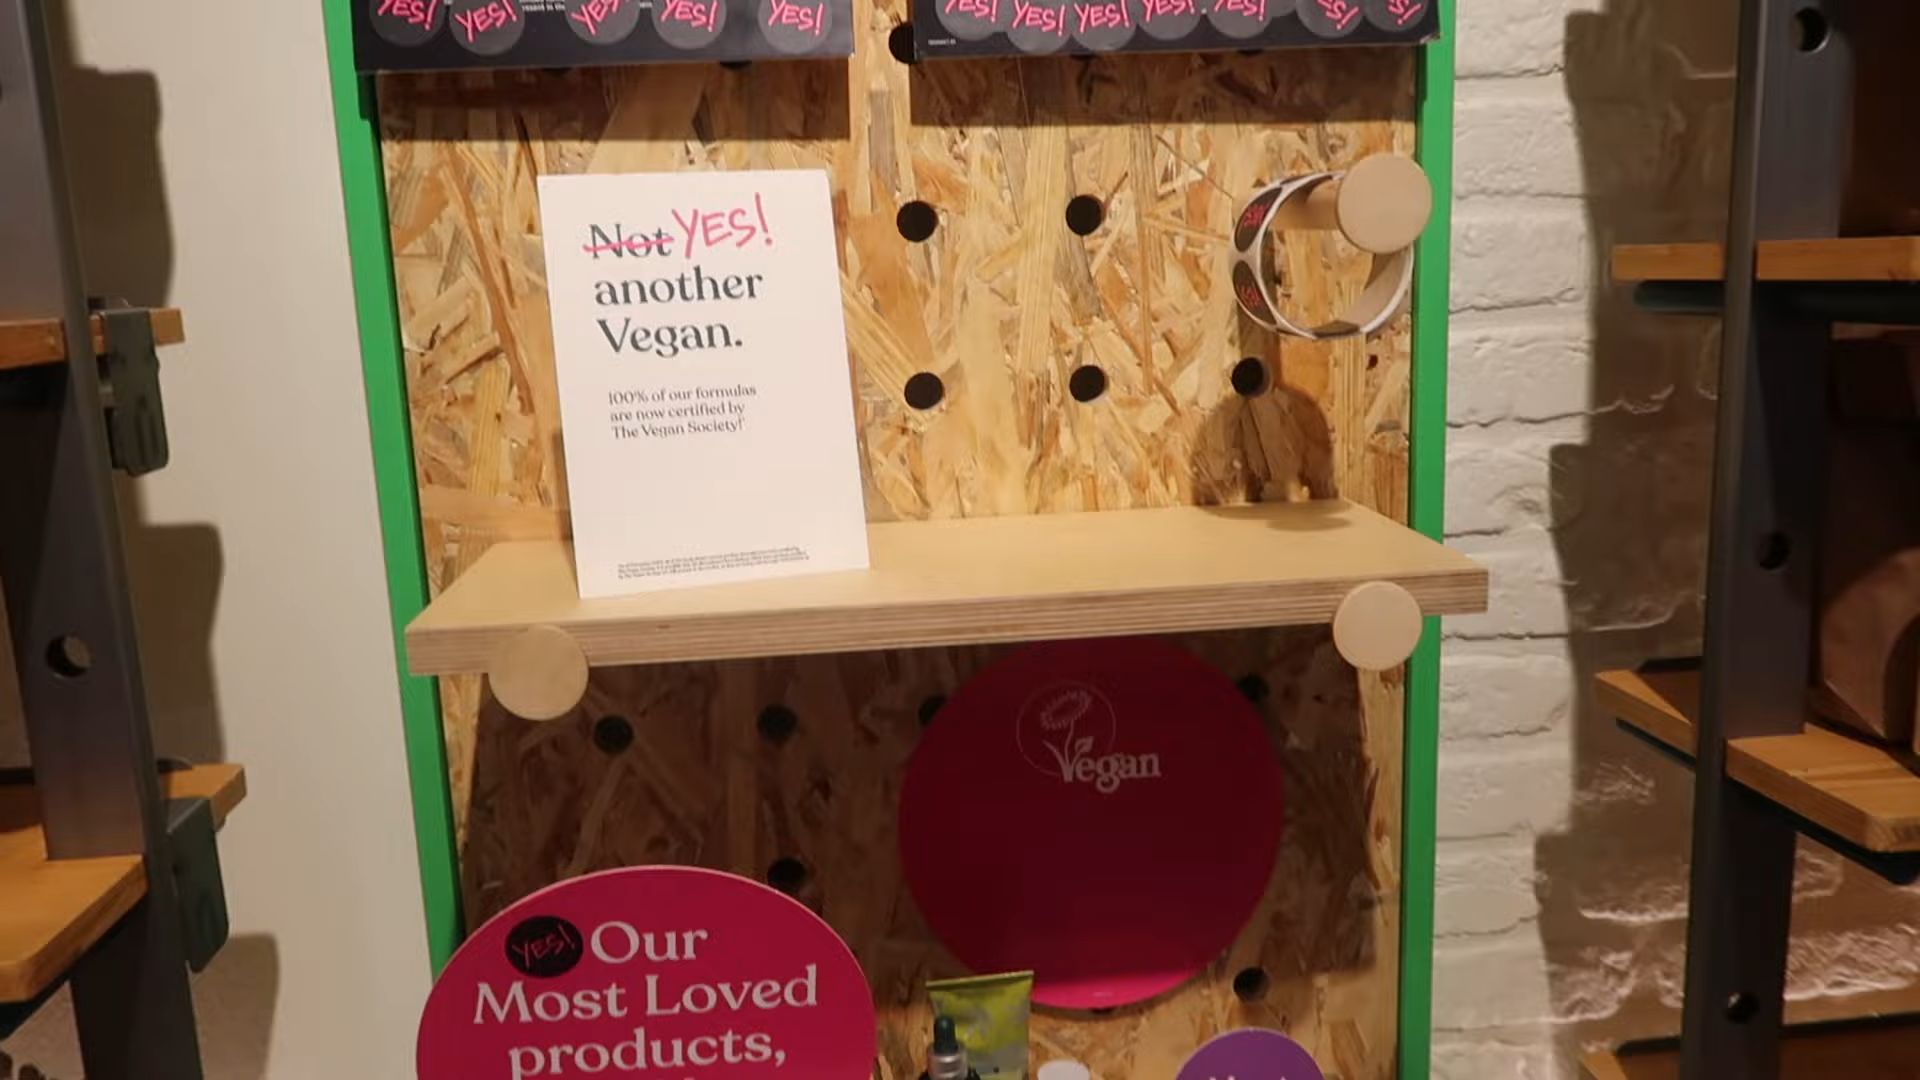 YES! YES! YES! YES! YES!
YES! YES! YES! YES! YES!
Not YES!
another
Vegan.
100% of our formulas
are now certified by
The Vegan Society!
Vegan
YES! Our
Most Loved
products,